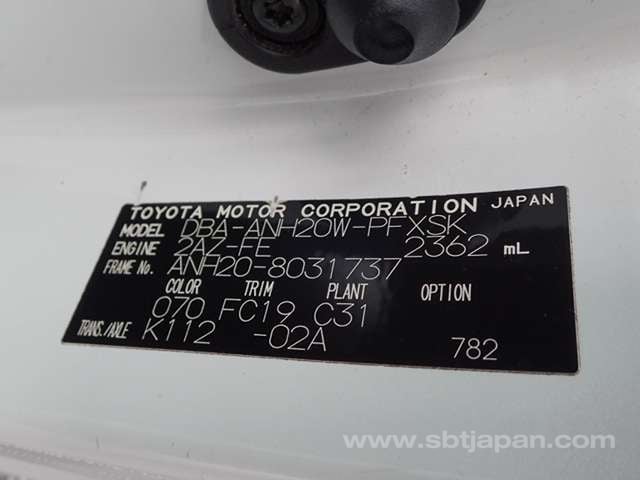 TOYOTA MOTOR CORPORATION JAPAN
MODEL DBA-ANH20W-PFXSK
ENGINE 2AZ-FE 2362 mL
FRAME No. ANH20-8031737
COLOR TRIM PLANT OPTION
070 FC19 C31
TRANS./AXLE K112 -02A 782
www.sbtjapan.com